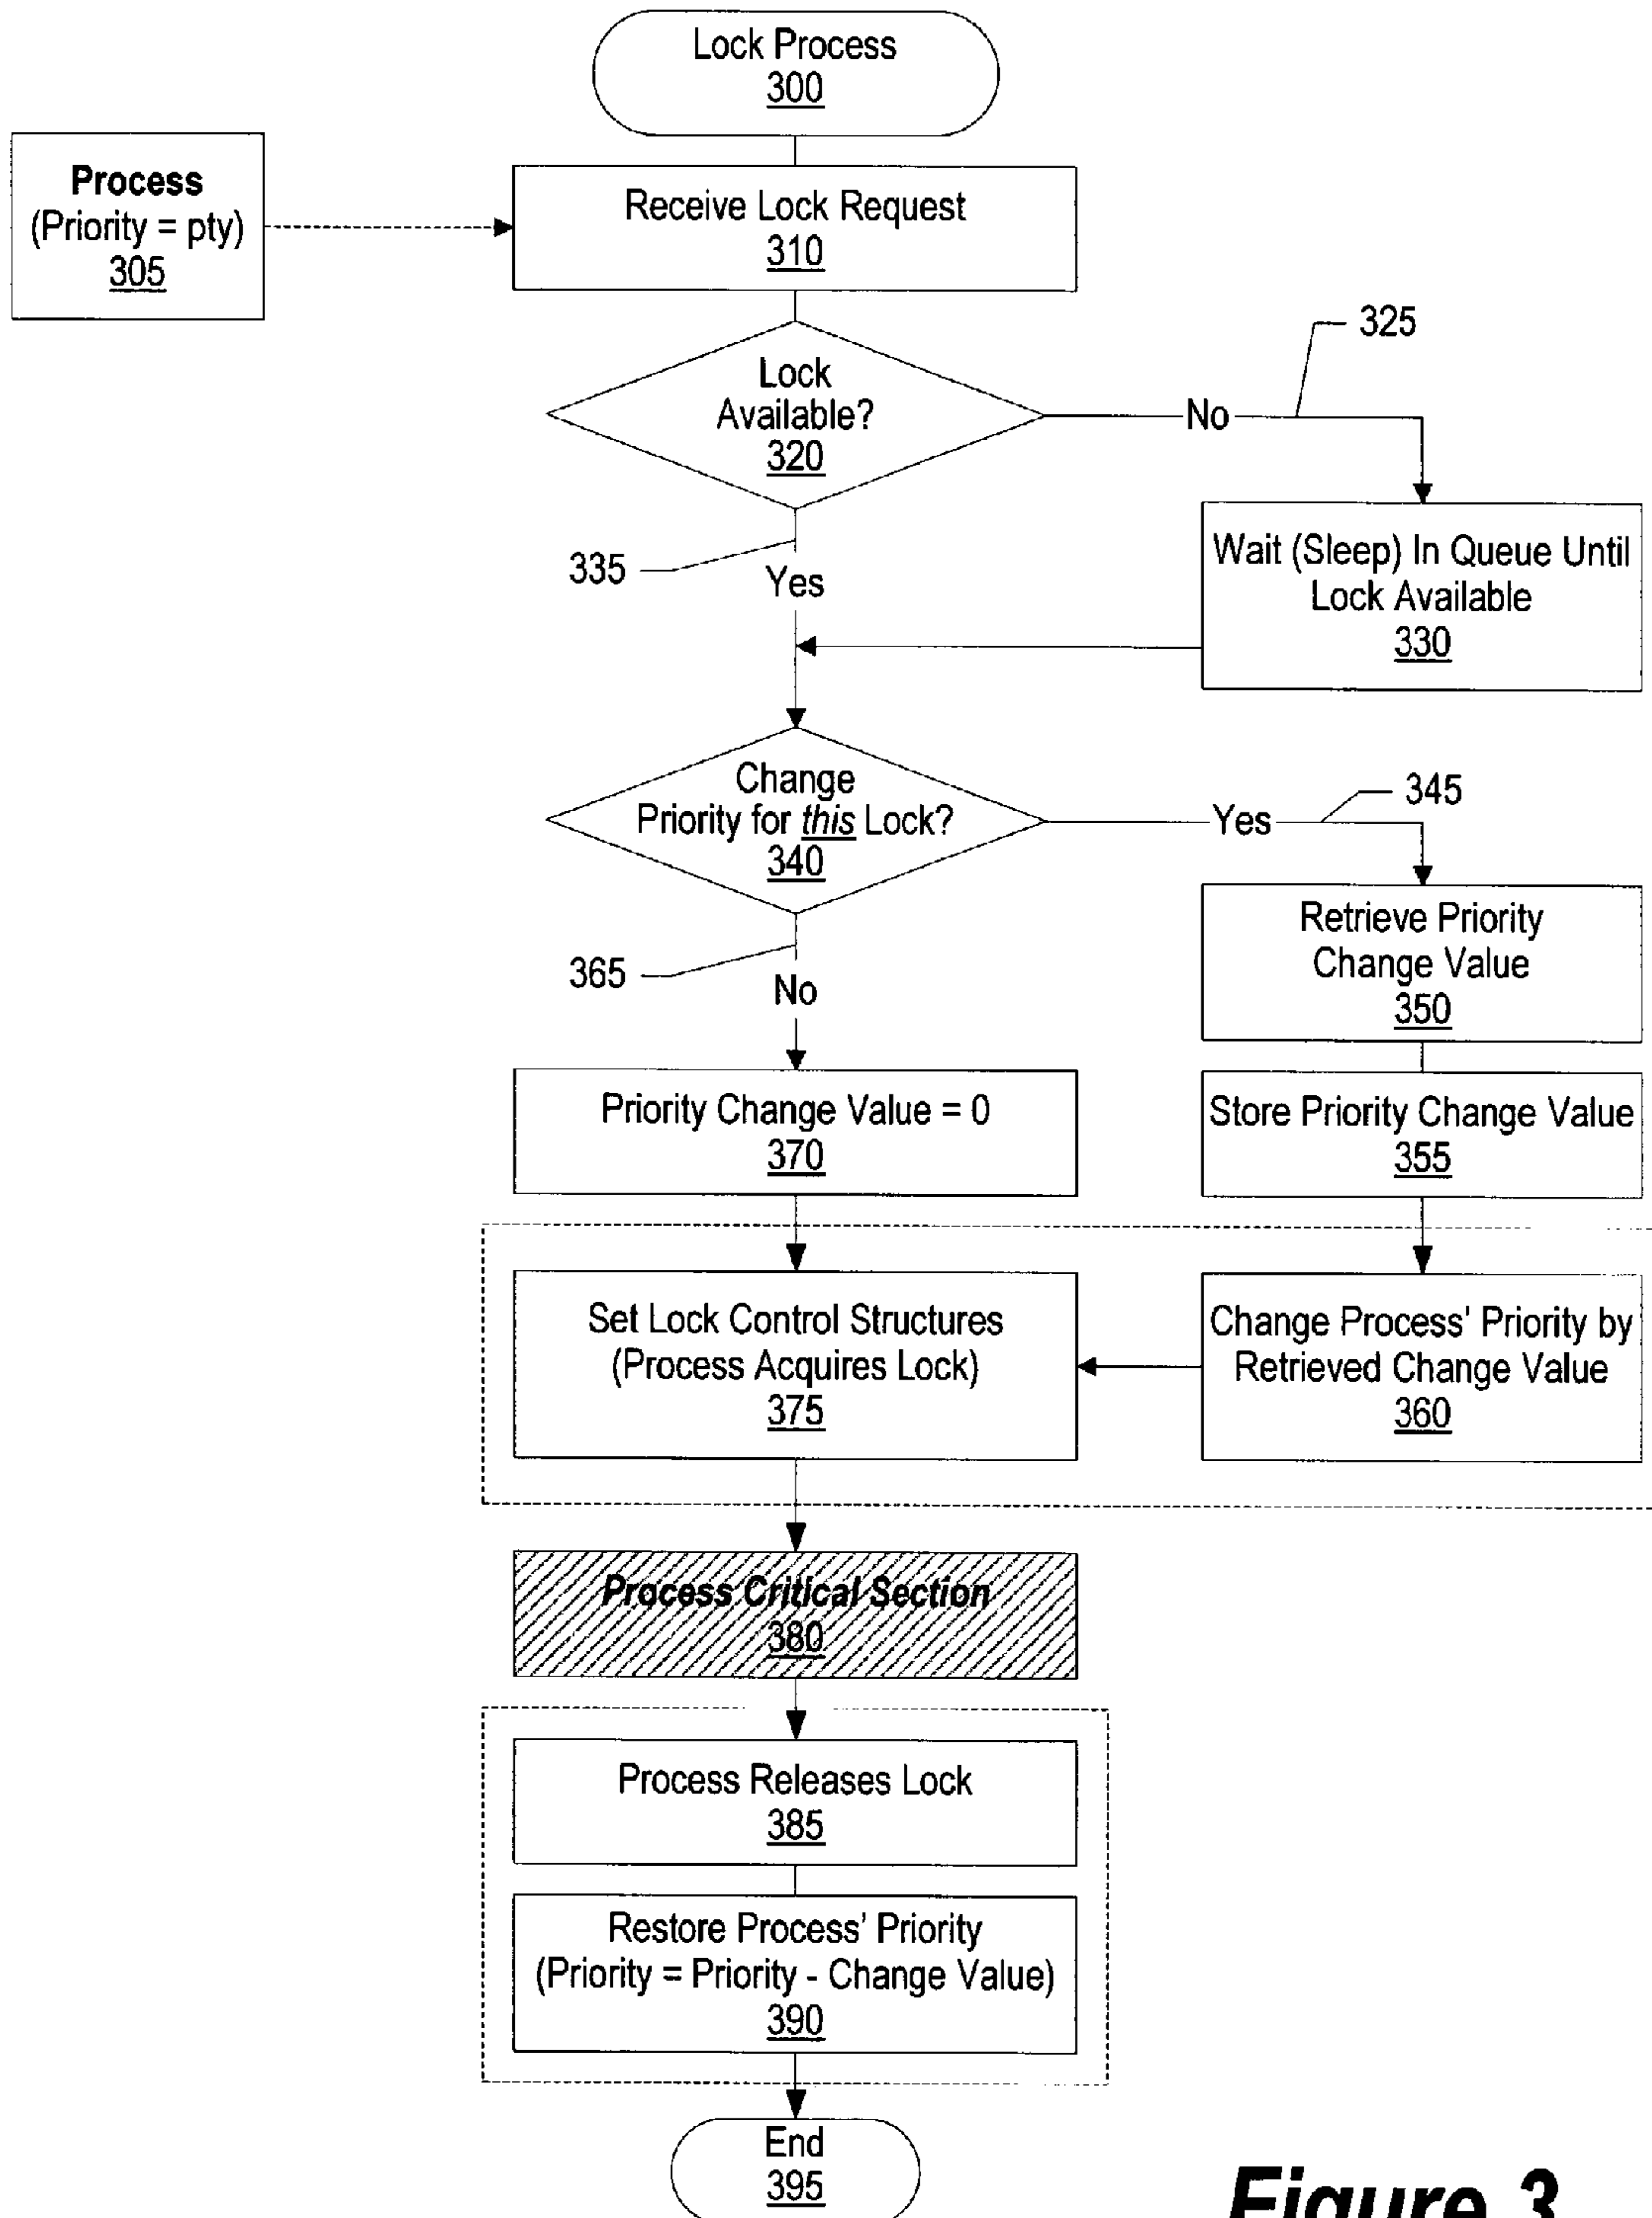 Lock Process
300
Process
(Priority = pty)
305
Receive Lock Request
310
Lock
Available?
320
325
No
Wait (Sleep) In Queue Until
Lock Available
330
335
Yes
Change
Priority for this Lock?
340
345
Yes
Retrieve Priority
Change Value
350
365
No
Priority Change Value = 0
370
Store Priority Change Value
355
Set Lock Control Structures
(Process Acquires Lock)
375
Change Process' Priority by
Retrieved Change Value
360
Process Critical Section
380
Process Releases Lock
385
Restore Process' Priority
(Priority = Priority - Change Value)
390
End
395
Figure 3